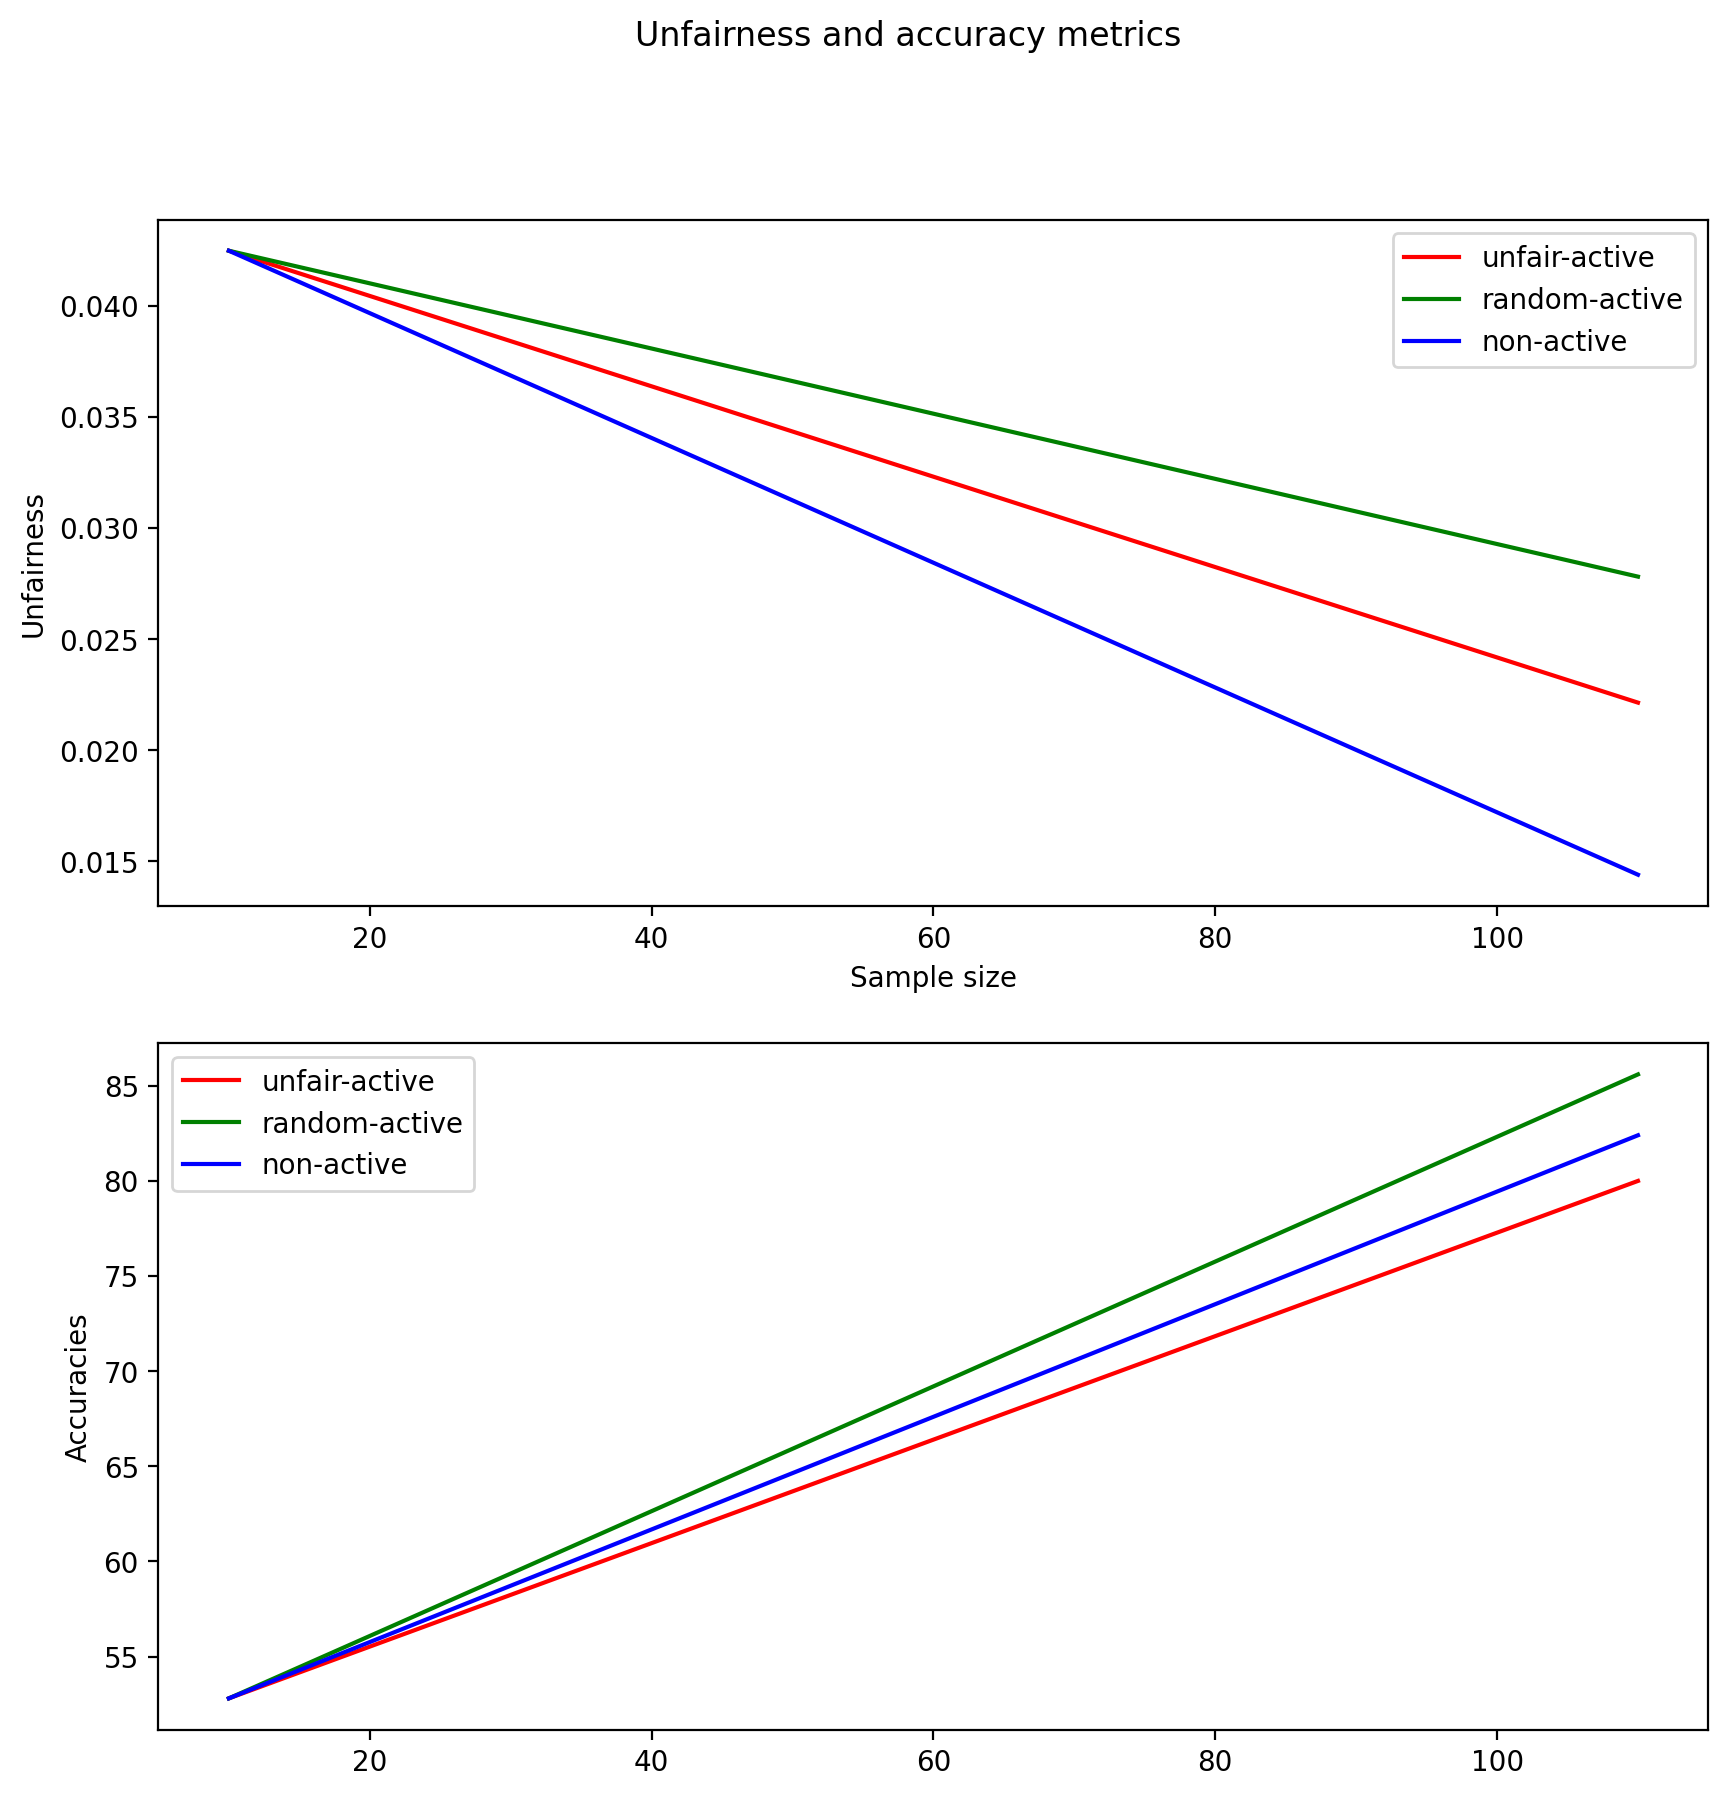 Unfairness and accuracy metrics
unfair-active
random-active
non-active
0.040
0.035
0.030
0.025
0.020
0.015
Unfairness
20 40 60 80 100
Sample size
unfair-active
random-active
non-active
85
80
75
70
65
60
55
Accuracies
20 40 60 80 100